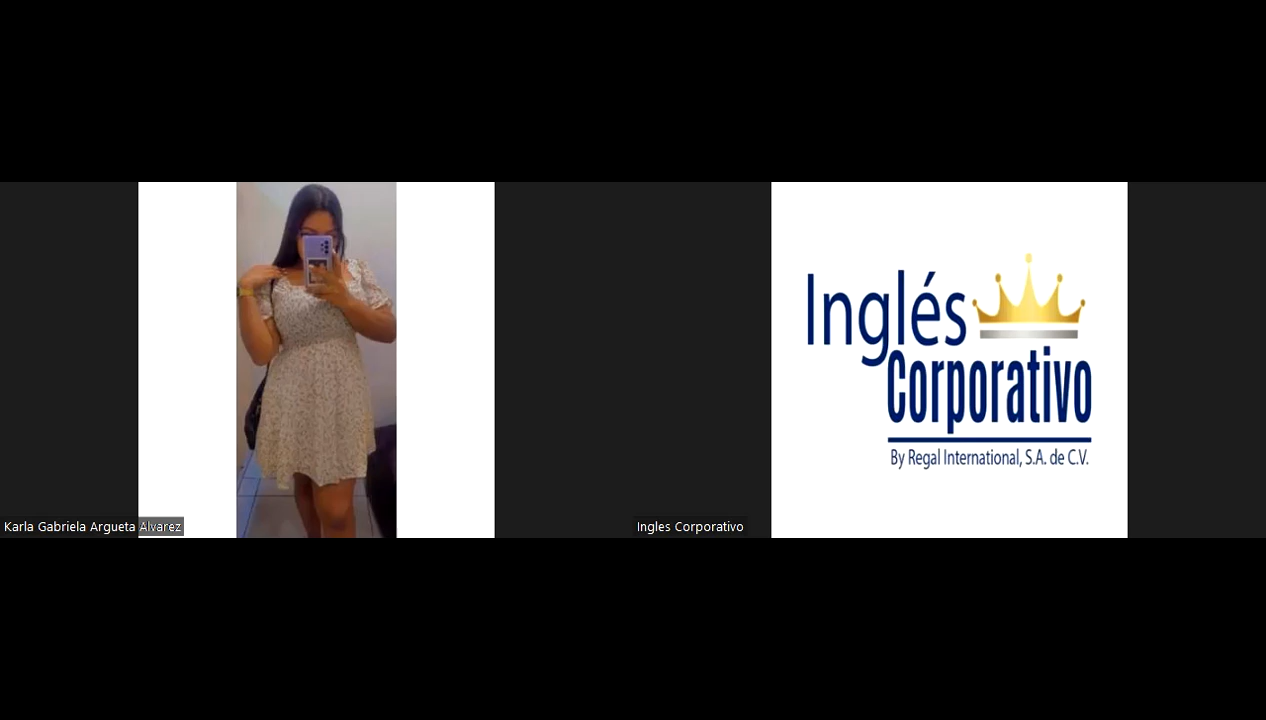 Inglés
Corporativo
By Regal International, S.A. de C.V.
Karla Gabriela Argueta Alvarez
Ingles Corporativo